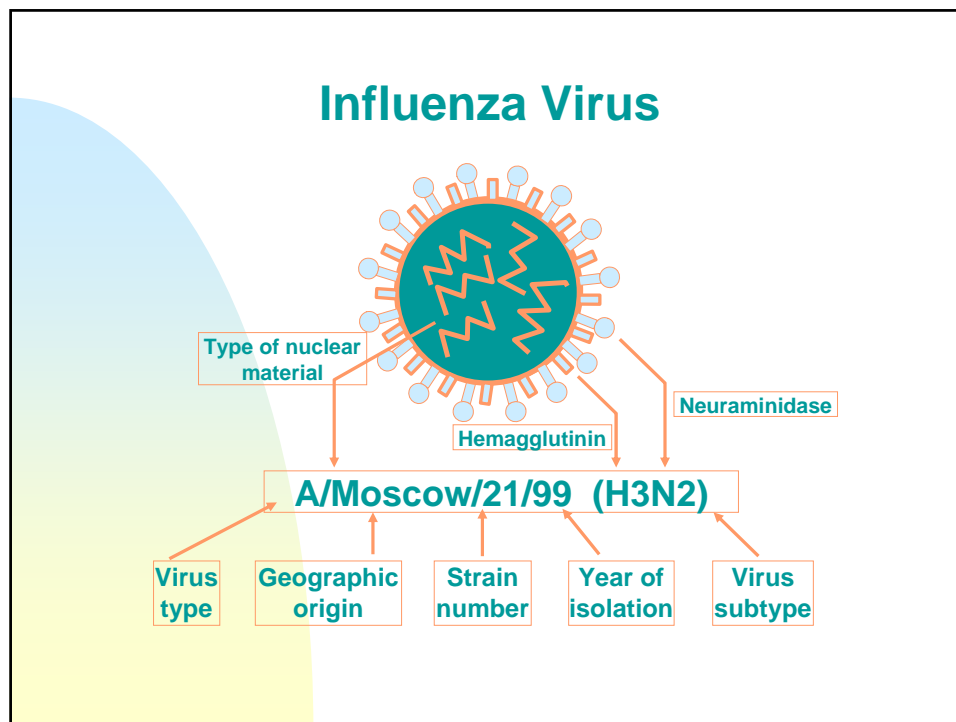 Influenza Virus
Type of nuclear
material
Neuraminidase
Hemagglutinin
A/Moscow/21/99 (H3N2)
Virus
type
Geographic
origin
Strain
number
Year of
isolation
Virus
subtype